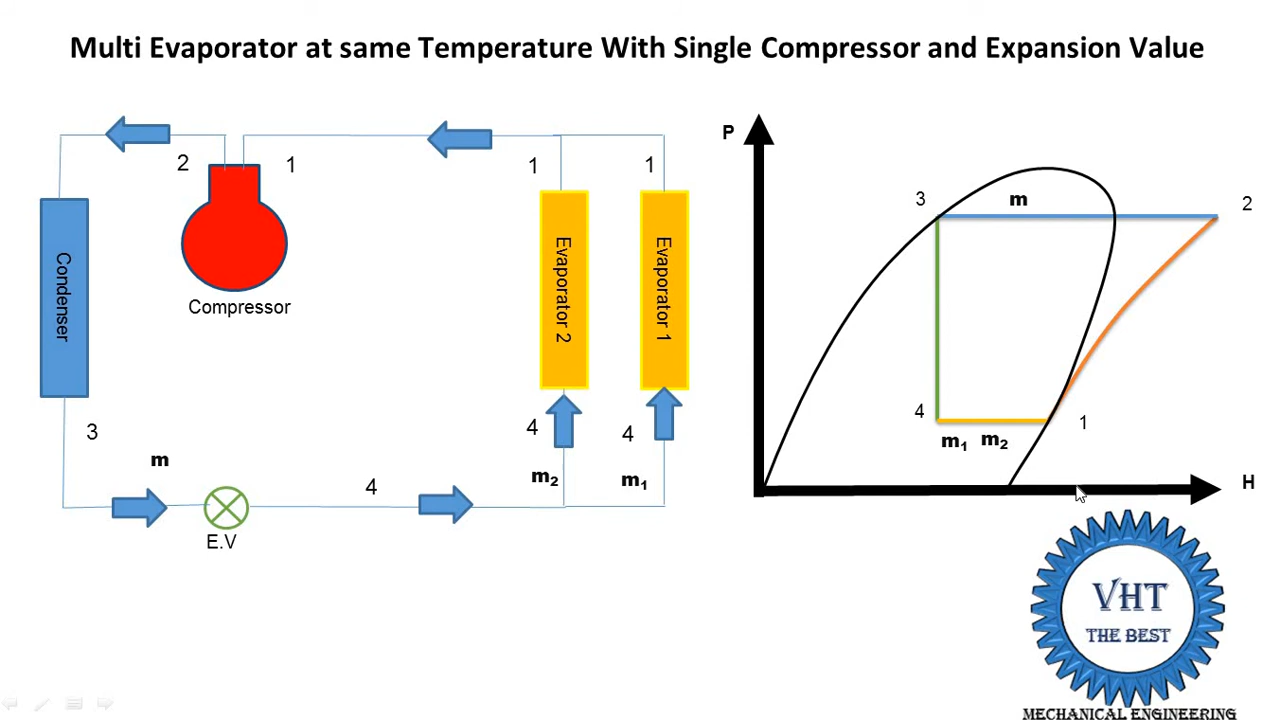 Multi Evaporator at same Temperature With Single Compressor and Expansion Value
2
1
1
1
Condenser
Compressor
Evaporator 2
Evaporator 1
3
m
4
E.V
4
m₂
4
m₁
P
3
m
2
4
1
m₁ m₂
H
VHT
THE BEST
MECHANICAL ENGINEERING